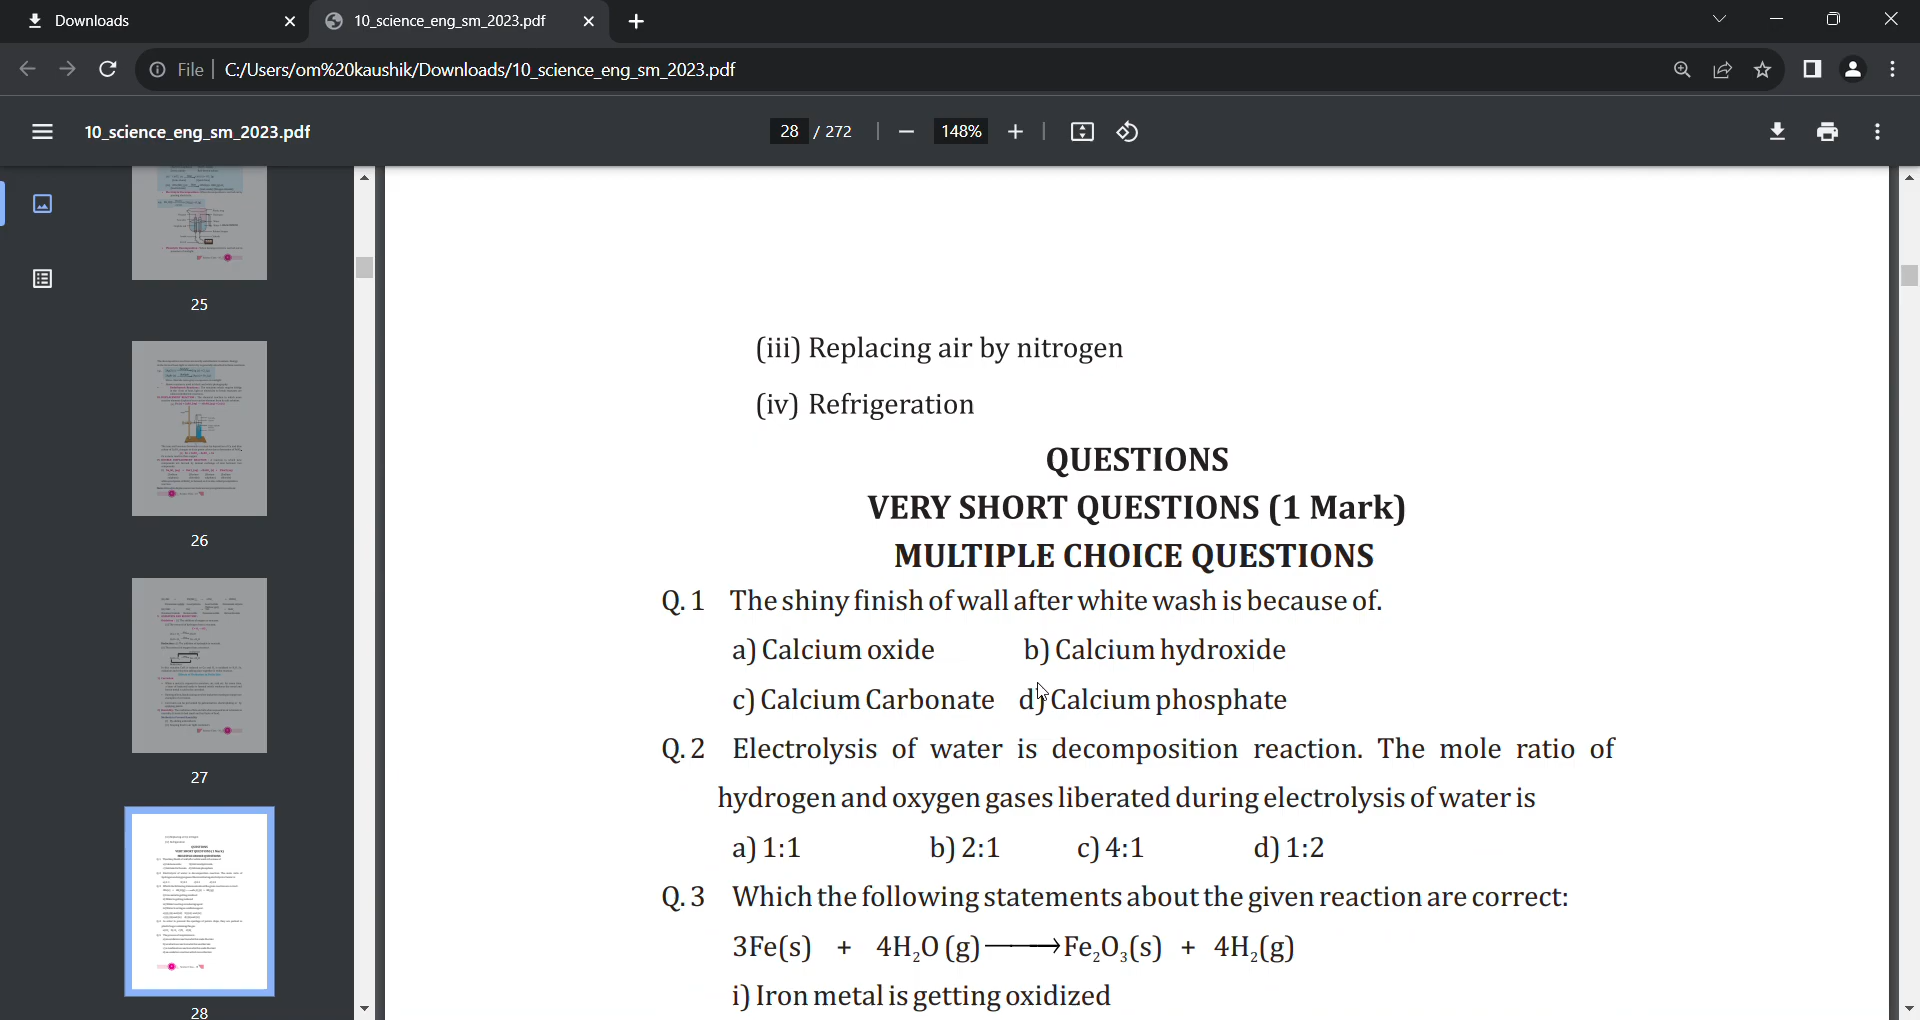 Downloads
10_science_eng_sm_2023.pdf
File
C:/Users/om%20kaushik/Downloads/10_science_eng_sm_2023.pdf
10_science_eng_sm_2023.pdf
28 / 272
148%
25
26
27
28
(iii) Replacing air by nitrogen
(iv) Refrigeration
QUESTIONS
VERY SHORT QUESTIONS (1 Mark)
MULTIPLE CHOICE QUESTIONS
Q.1 The shiny finish of wall after white wash is because of.
a) Calcium oxide b) Calcium hydroxide
c) Calcium Carbonate d) Calcium phosphate
Q.2 Electrolysis of water is decomposition reaction. The mole ratio of
hydrogen and oxygen gases liberated during electrolysis of water is
a) 1:1 b) 2:1 c) 4:1 d) 1:2
Q.3 Which the following statements about the given reaction are correct:
3Fe(s) + 4H₂O (g) ⟶ Fe₂O₃(s) + 4H₂(g)
i) Iron metal is getting oxidized